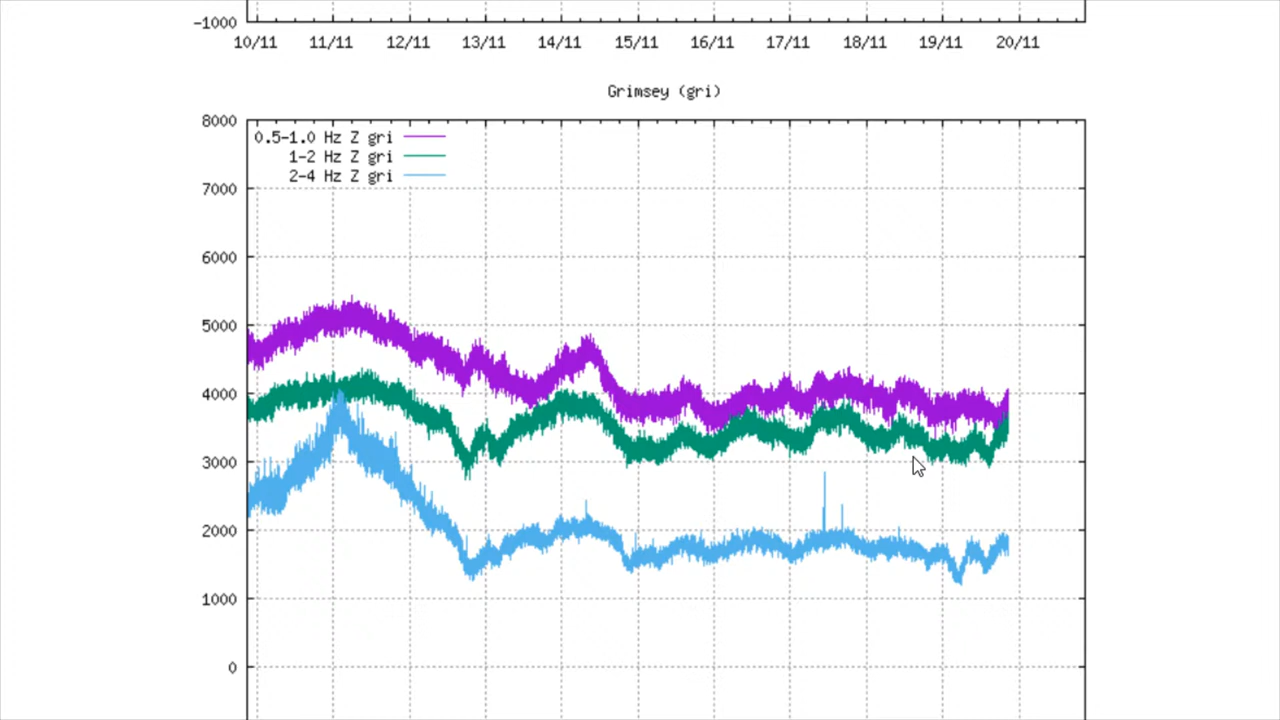 -1000
10/11 11/11 12/11 13/11 14/11 15/11 16/11 17/11 18/11 19/11 20/11
Grimsey (gri)
8000
0.5-1.0 Hz Z gri
1-2 Hz Z gri
2-4 Hz Z gri
7000
6000
5000
4000
3000
2000
1000
0